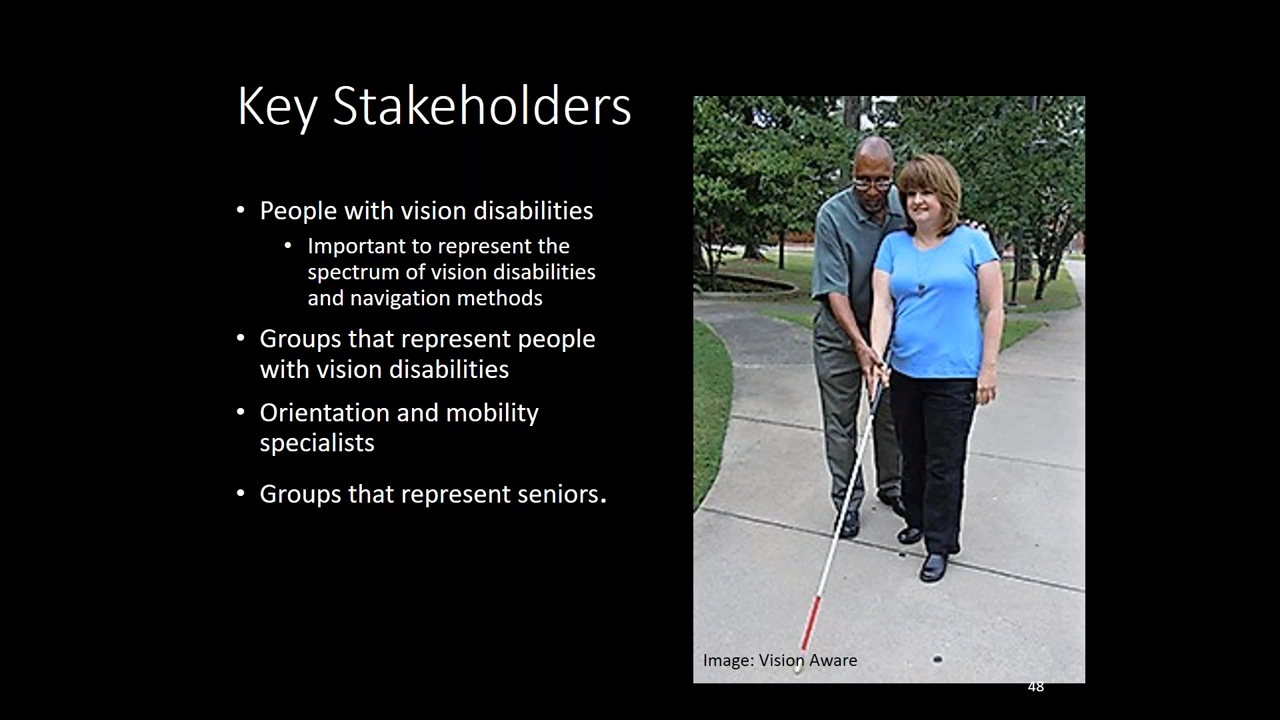 Key Stakeholders
• People with vision disabilities
• Important to represent the
spectrum of vision disabilities
and navigation methods
• Groups that represent people
with vision disabilities
• Orientation and mobility
specialists
• Groups that represent seniors.
Image: Vision Aware
48